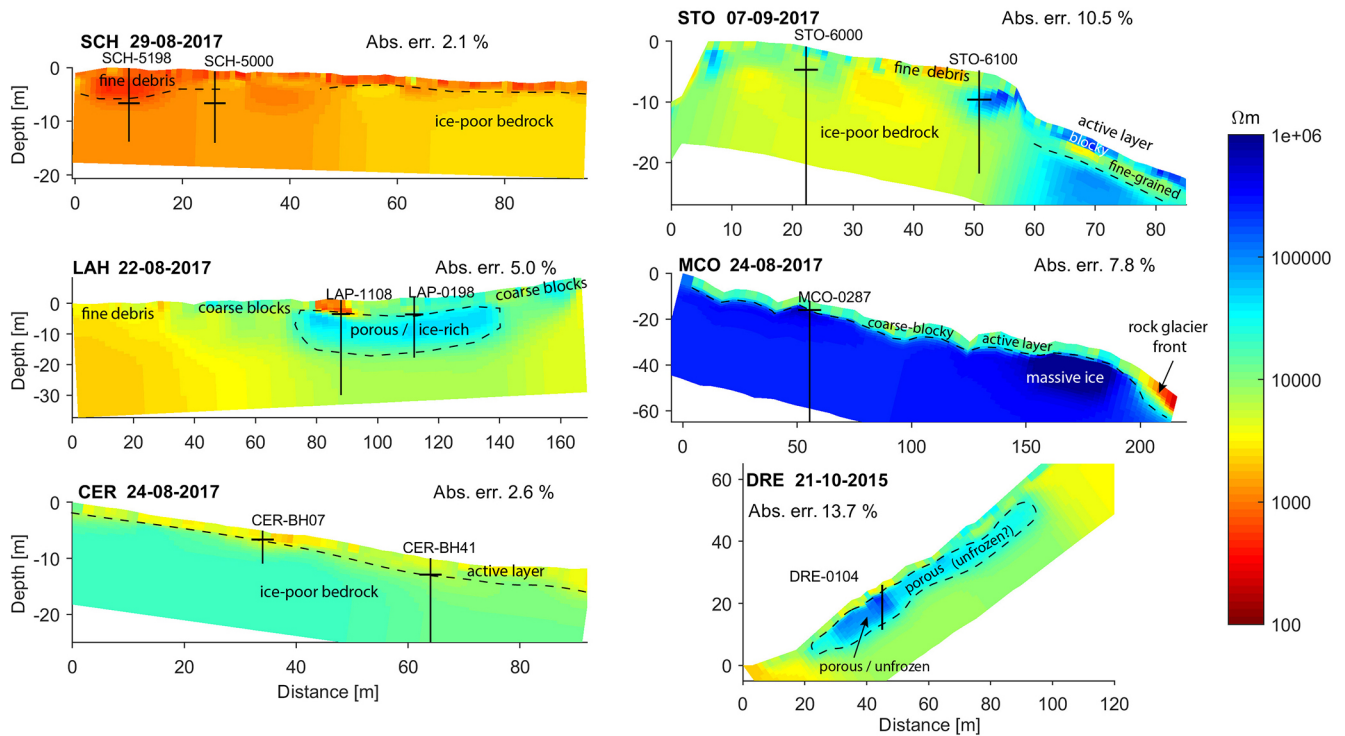 SCH 29-08-2017
Abs. err. 2.1 %
SCH-5198
SCH-5000
fine debris
ice-poor bedrock
Depth [m]
0
-10
-20
0
20
40
60
80
STO 07-09-2017
Abs. err. 10.5 %
STO-6000
STO-6100
fine debris
ice-poor bedrock
active layer
blocky
fine-grained
0
-10
-20
0
10
20
30
40
50
60
70
80
LAH 22-08-2017
Abs. err. 5.0 %
LAP-1108
LAP-0198
coarse blocks
coarse blocks
fine debris
porous / ice-rich
Depth [m]
0
-10
-20
-30
0
20
40
60
80
100
120
140
160
MCO 24-08-2017
Abs. err. 7.8 %
MCO-0287
coarse-blocky
active layer
massive ice
rock glacier
front
0
-20
-40
-60
0
50
100
150
200
CER 24-08-2017
Abs. err. 2.6 %
CER-BH07
CER-BH41
active layer
ice-poor bedrock
Depth [m]
0
-10
-20
0
20
40
60
80
Distance [m]
DRE 21-10-2015
Abs. err. 13.7 %
DRE-0104
porous (unfrozen?)
porous / unfrozen
60
40
20
0
0
20
40
60
80
100
120
Distance [m]
Ωm
1e+06
100000
10000
1000
100